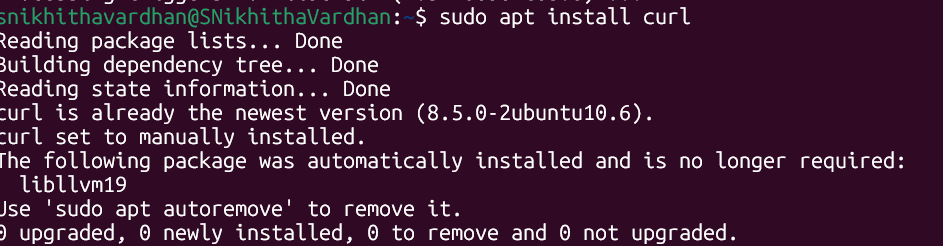 snikhithavardhan@SNikhithaVardhan:~$ sudo apt install curl
Reading package lists... Done
Building dependency tree... Done
Reading state information... Done
curl is already the newest version (8.5.0-2ubuntu10.6).
curl set to manually installed.
The following package was automatically installed and is no longer required:
  libllvm19
Use 'sudo apt autoremove' to remove it.
0 upgraded, 0 newly installed, 0 to remove and 0 not upgraded.